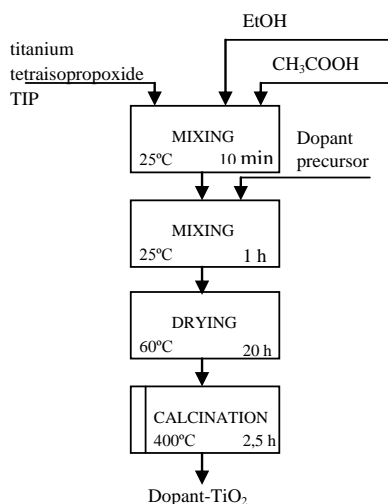 EtOH
titanium
tetraisopropoxide
TIP
CH₃COOH
MIXING
25ºC 10 min
Dopant
precursor
MIXING
25ºC 1 h
DRYING
60ºC 20 h
CALCINATION
400ºC 2,5 h
Dopant-TiO₂